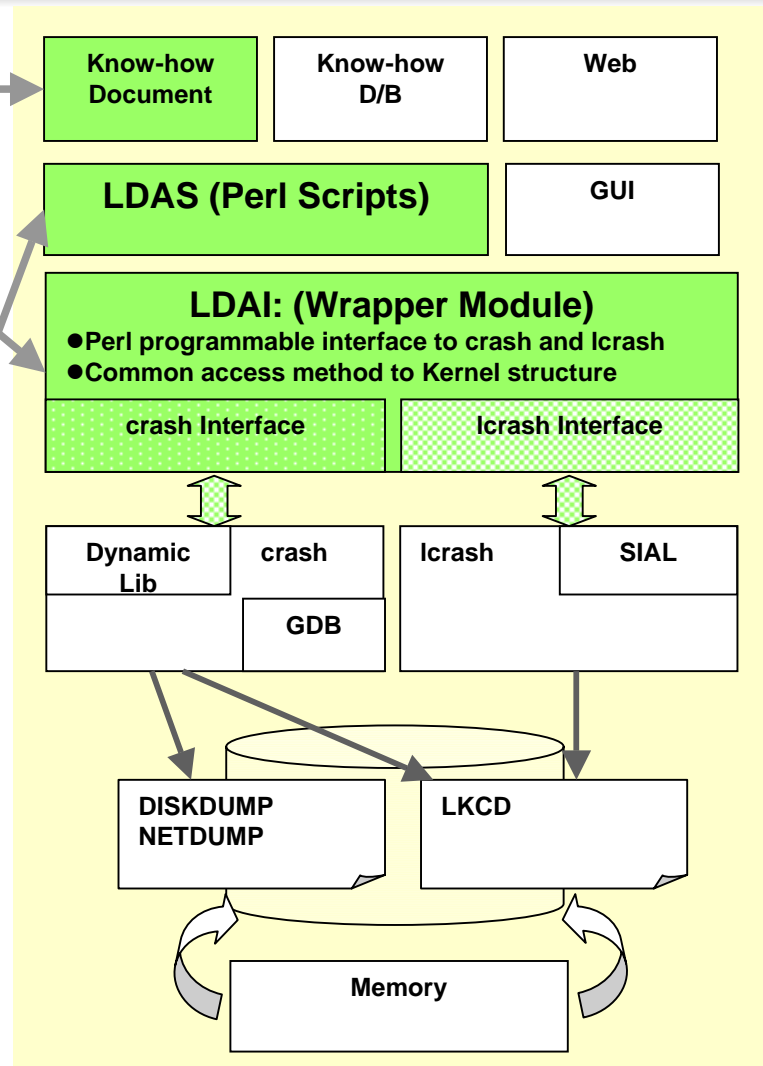 Know-how
Document
Know-how
D/B
Web
LDAS (Perl Scripts)
GUI
LDAI: (Wrapper Module)
●Perl programmable interface to crash and lcrash
●Common access method to Kernel structure
crash Interface
lcrash Interface
Dynamic
Lib
crash
GDB
lcrash
SIAL
DISKDUMP
NETDUMP
LKCD
Memory